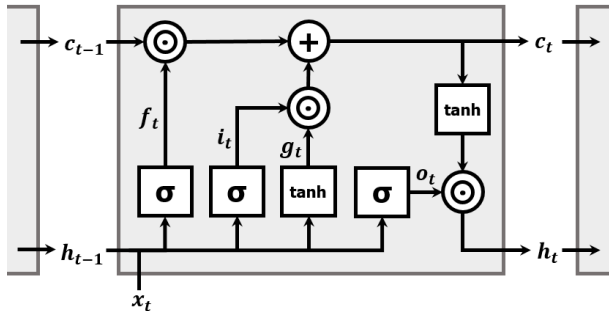 c_{t-1}
+
c_t
f_t
i_t
g_t
tanh
σ
σ
tanh
σ
o_t
h_{t-1}
h_t
x_t